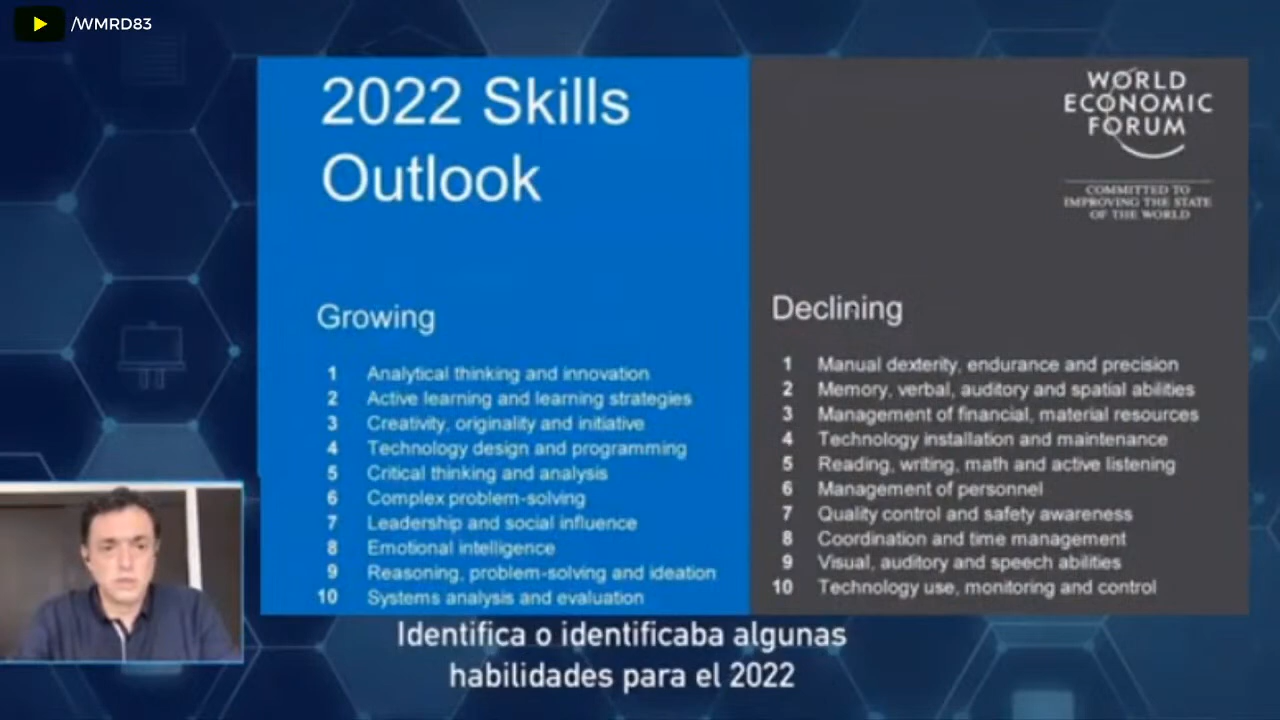 /WMRD83
2022 Skills
Outlook
WORLD
ECONOMIC
FORUM
COMMITTED TO
IMPROVING THE STATE
OF THE WORLD
Growing
1 Analytical thinking and innovation
2 Active learning and learning strategies
3 Creativity, originality and initiative
4 Technology design and programming
5 Critical thinking and analysis
6 Complex problem-solving
7 Leadership and social influence
8 Emotional intelligence
9 Reasoning, problem-solving and ideation
10 Systems analysis and evaluation
Declining
1 Manual dexterity, endurance and precision
2 Memory, verbal, auditory and spatial abilities
3 Management of financial, material resources
4 Technology installation and maintenance
5 Reading, writing, math and active listening
6 Management of personnel
7 Quality control and safety awareness
8 Coordination and time management
9 Visual, auditory and speech abilities
10 Technology use, monitoring and control
Identifica o identificaba algunas
habilidades para el 2022